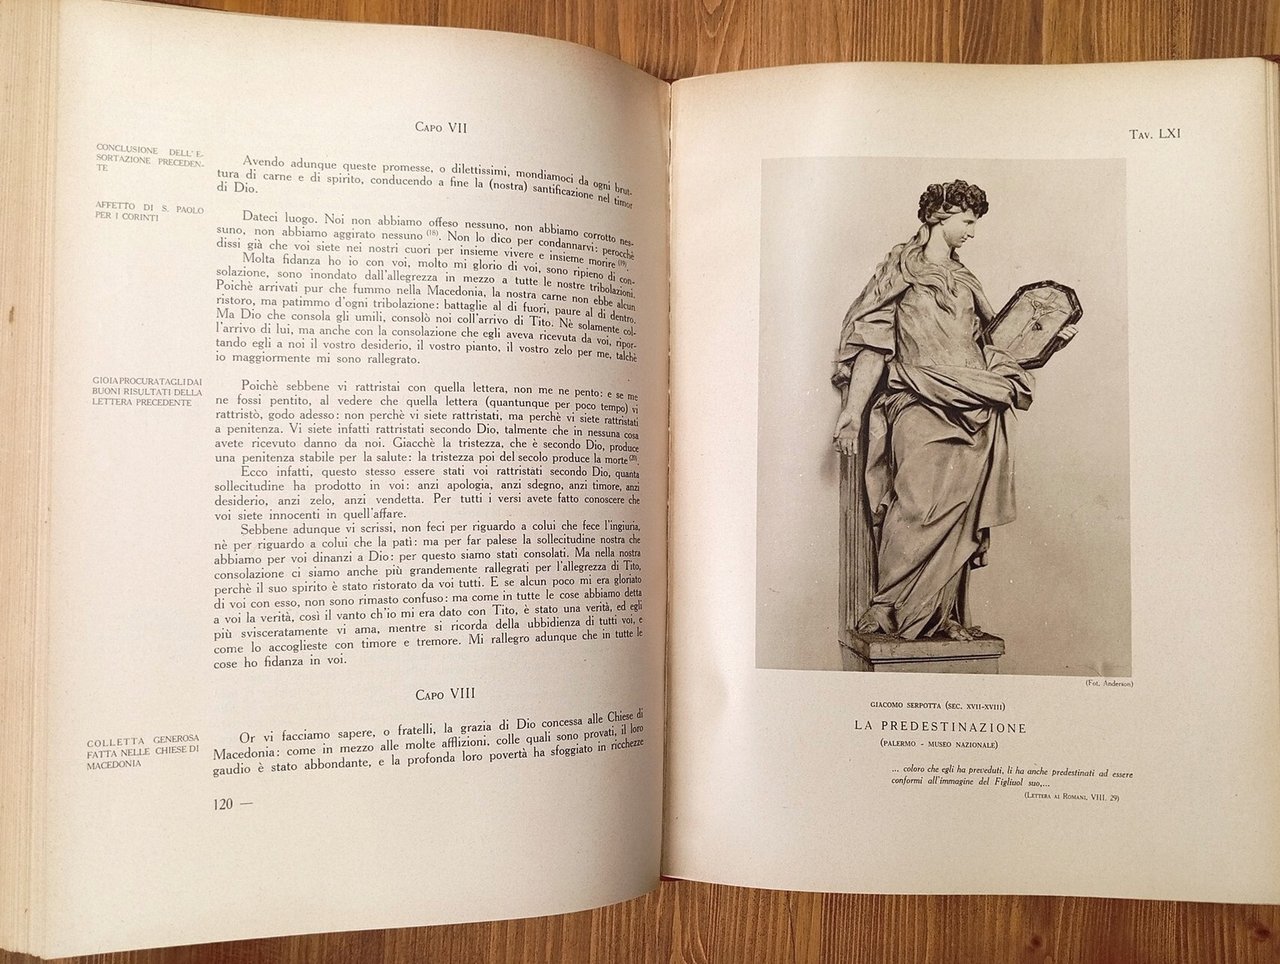 Capo VII
CONCLUSIONE DELL'E-
SORTAZIONE PRECEDEN-
TE
Avendo adunque queste promesse, o dilettissimi, mondiamoci da ogni brut-
tura di carne e di spirito, conducendo a fine la (nostra) santificazione nel timor
di Dio.
AFFETTO DI S. PAOLO
PER I CORINTI
Dateci luogo. Noi non abbiamo offeso nessuno, non abbiamo corrotto nes-
suno, non abbiamo aggirato nessuno (18). Non lo dico per condannarvi: perocchè
dissi già che voi siete nei nostri cuori per insieme vivere e insieme morire (19).
Molta fidanza ho io con voi, molto mi glorio di voi, sono ripieno di con-
solazione, sono inondato dall'allegrezza in mezzo a tutte le nostre tribolazioni.
Poichè arrivati pur che fummo nella Macedonia, la nostra carne non ebbe alcun
ristoro, ma patimmo d'ogni tribolazione: battaglie al di fuori, paure al di dentro.
Ma Dio che consola gli umili, consolò noi coll'arrivo di Tito. Nè solamente col-
l'arrivo di lui, ma anche con la consolazione che egli aveva ricevuta da voi, ripor-
tando egli a noi il vostro desiderio, il vostro pianto, il vostro zelo per me, talchè
io maggiormente mi sono rallegrato.
GIOIA PROCURATAGLI DAI
BUONI RISULTATI DELLA
LETTERA PRECEDENTE
Poichè sebbene vi rattristai con quella lettera, non me ne pento: e se me
ne fossi pentito, al vedere che quella lettera (quantunque per poco tempo) vi
rattristò, godo adesso: non perchè vi siete rattristati, ma perchè vi siete rattristati
a penitenza. Vi siete infatti rattristati secondo Dio, talmente che in nessuna cosa
avete ricevuto danno da noi. Giacchè la tristezza, che è secondo Dio, produce
una penitenza stabile per la salute: la tristezza poi del secolo produce la morte (20).
Ecco infatti, questo stesso essere stati voi rattristati secondo Dio, quanta
sollecitudine ha prodotto in voi: anzi apologia, anzi sdegno, anzi timore, anzi
desiderio, anzi zelo, anzi vendetta. Per tutti i versi avete fatto conoscere che
voi siete innocenti in quell'affare.
Sebbene adunque vi scrissi, non feci per riguardo a colui che fece l'ingiuria,
nè per riguardo a colui che la patì: ma per far palese la sollecitudine nostra che
abbiamo per voi dinanzi a Dio: per questo siamo stati consolati. Ma nella nostra
consolazione ci siamo anche più grandemente rallegrati per l'allegrezza di Tito,
perchè il suo spirito è stato ristorato da voi tutti. E se alcun poco mi era gloriato
di voi con esso, non sono rimasto confuso: ma come in tutte le cose abbiamo detta
a voi la verità, così il vanto ch'io mi era dato con Tito, è stato una verità, ed egli
più svisceratamente vi ama, mentre si ricorda della ubbidienza di tutti voi, e
come lo accoglieste con timore e tremore. Mi rallegro adunque che in tutte le
cose ho fidanza in voi.
Capo VIII
COLLETTA GENEROSA
FATTA NELLE CHIESE DI
MACEDONIA
Or vi facciamo sapere, o fratelli, la grazia di Dio concessa alle Chiese di
Macedonia: come in mezzo alle molte afflizioni, colle quali sono provati, il loro
gaudio è stato abbondante, e la profonda loro povertà ha sfoggiato in ricchezze
120 —
Tav. LXI
(Fot. Anderson)
GIACOMO SERPOTTA (SEC. XVII-XVIII)
LA PREDESTINAZIONE
(PALERMO - MUSEO NAZIONALE)
... coloro che egli ha preveduti, li ha anche predestinati ad essere
conformi all'immagine del Figliuol suo,...
(Lettera ai Romani, VIII, 29)